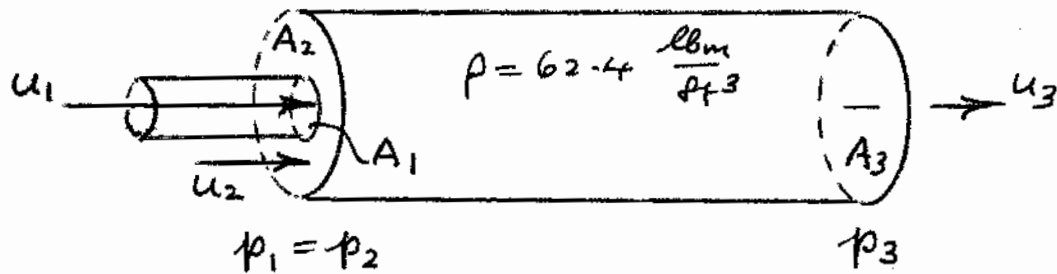 A₂
ρ = 62.4 lbm/ft³
u₁
u₃
A₁
A₃
u₂
p₁ = p₂
p₃